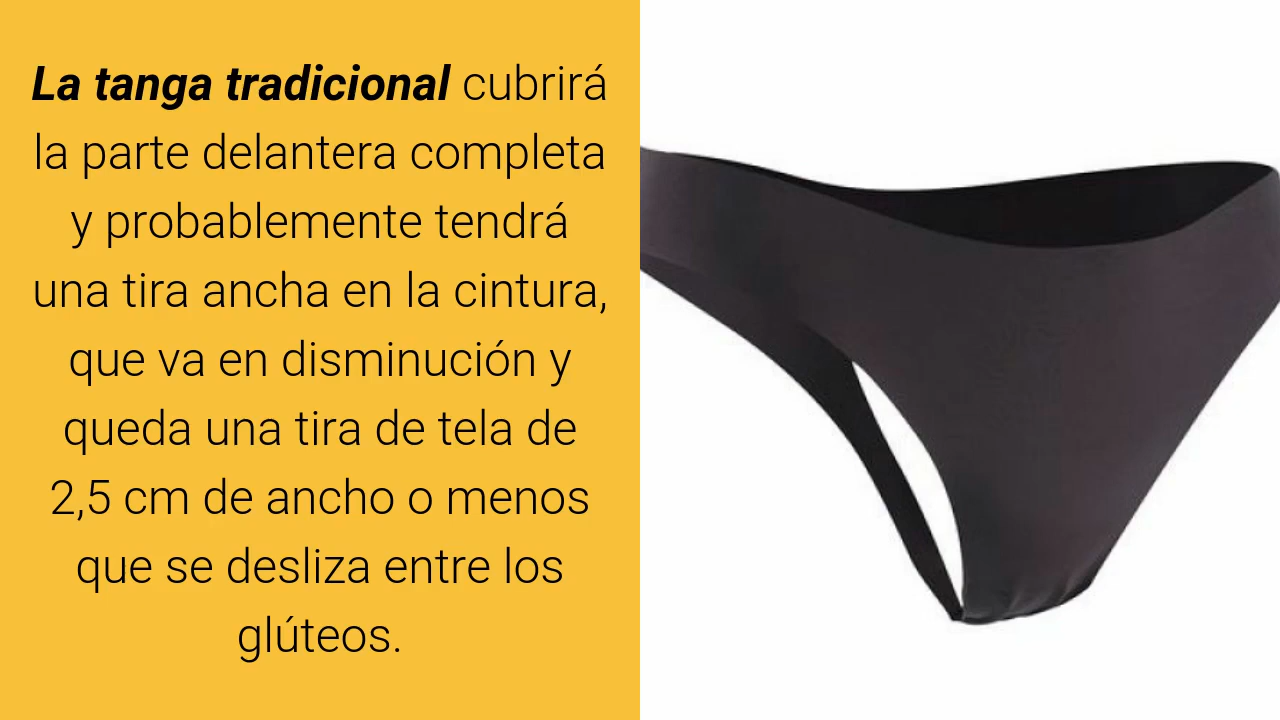 La tanga tradicional cubrirá
la parte delantera completa
y probablemente tendrá
una tira ancha en la cintura,
que va en disminución y
queda una tira de tela de
2,5 cm de ancho o menos
que se desliza entre los
glúteos.